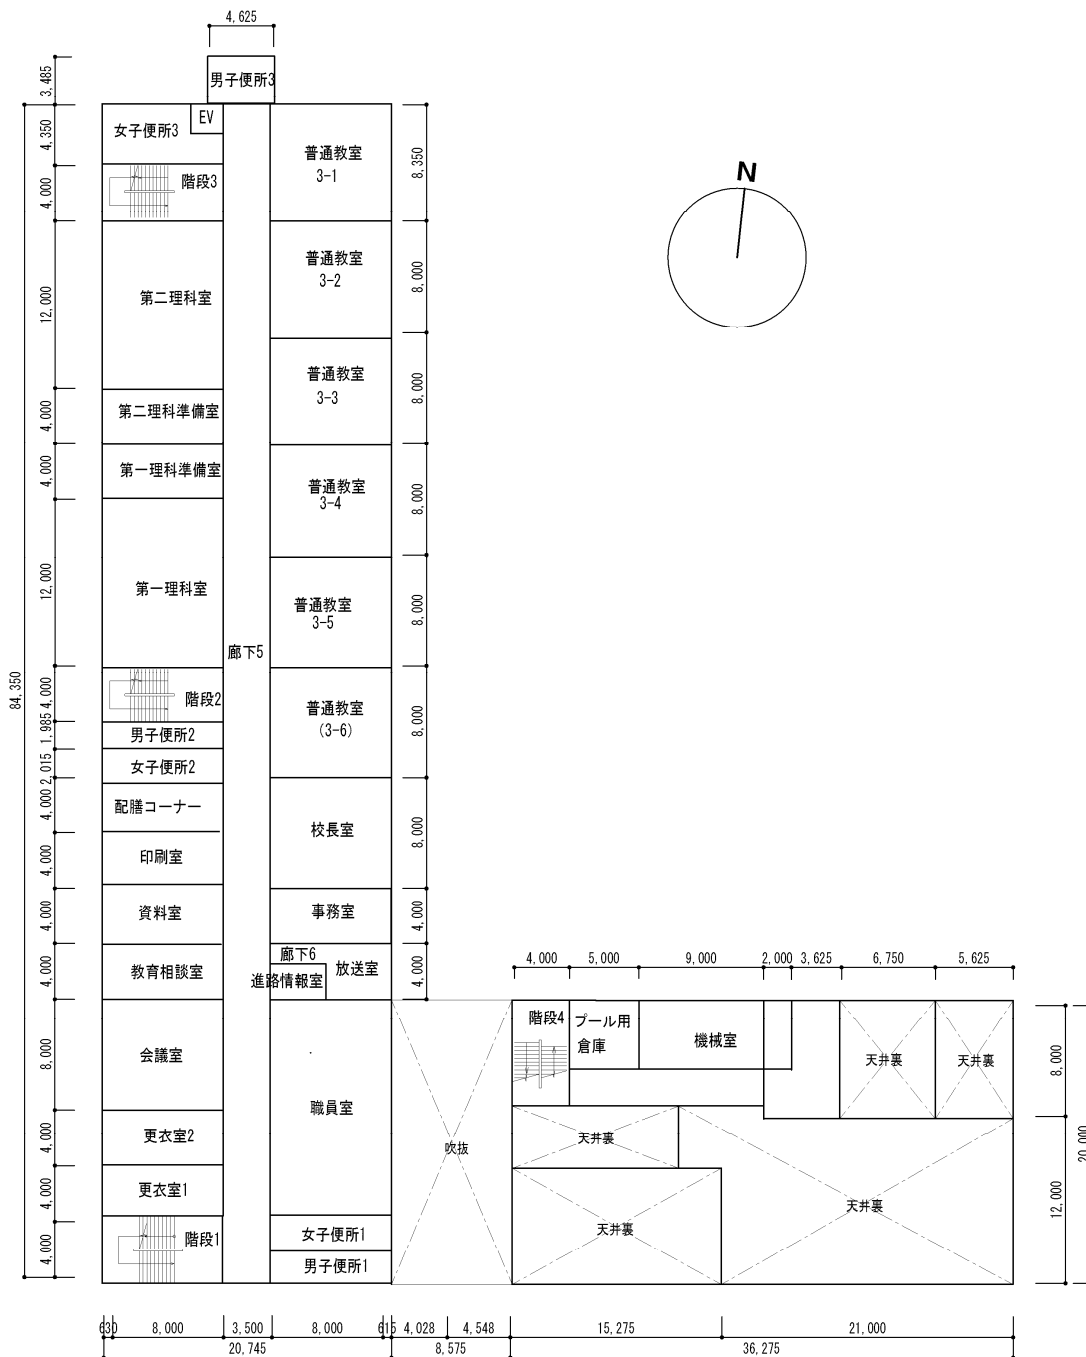 4,625
男子便所3
3,485
84,350
4,350
4,000
12,000
4,000
4,000
12,000
4,000
1,985
2,015
4,000
4,000
4,000
4,000
8,000
4,000
4,000
4,000
女子便所3
EV
階段3
第二理科室
第二理科準備室
第一理科準備室
第一理科室
階段2
男子便所2
女子便所2
配膳コーナー
印刷室
資料室
教育相談室
会議室
更衣室2
更衣室1
階段1
廊下5
普通教室
3-1
普通教室
3-2
普通教室
3-3
普通教室
3-4
普通教室
3-5
普通教室
(3-6)
校長室
事務室
廊下6
進路情報室
放送室
職員室
女子便所1
男子便所1
8,350
8,000
8,000
8,000
8,000
8,000
8,000
4,000
4,000
N
4,000
5,000
9,000
2,000
3,625
6,750
5,625
階段4
プール用
倉庫
機械室
天井裏
天井裏
天井裏
天井裏
天井裏
吹抜
8,000
12,000
20,000
630
8,000
3,500
8,000
615
4,028
4,548
15,275
21,000
20,745
8,575
36,275